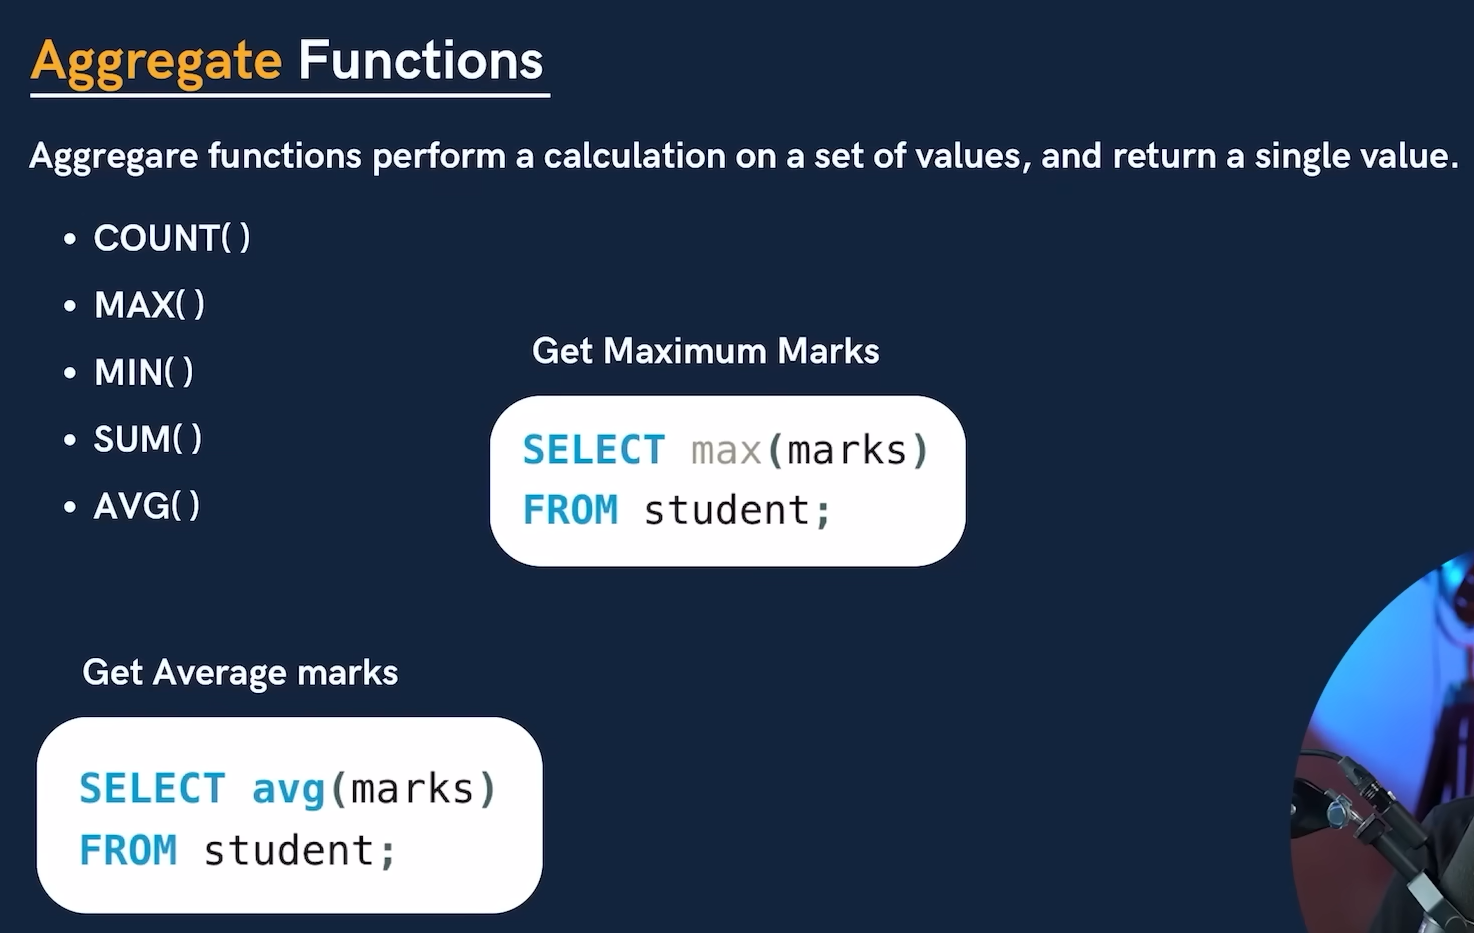 Aggregate Functions
Aggregare functions perform a calculation on a set of values, and return a single value.
• COUNT( )
• MAX( )
• MIN( )
• SUM( )
• AVG( )
Get Maximum Marks
SELECT max(marks)
FROM student;
Get Average marks
SELECT avg(marks)
FROM student;